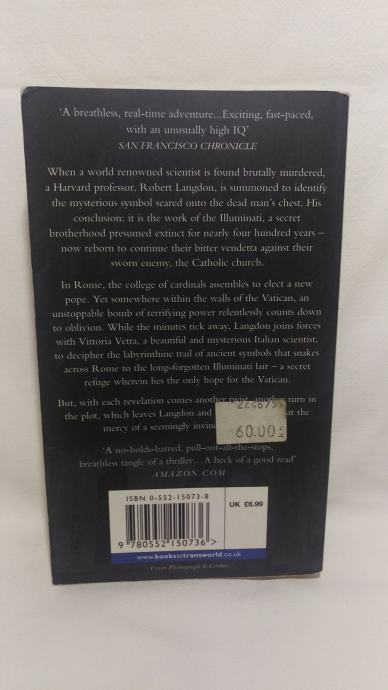 ‘A breathless, real-time adventure...Exciting, fast-paced,
with an unusually high IQ’
SAN FRANCISCO CHRONICLE
When a world renowned scientist is found brutally murdered,
a Harvard professor, Robert Langdon, is summoned to identify
the mysterious symbol seared onto the dead man's chest. His
conclusion: it is the work of the Illuminati, a secret
brotherhood presumed extinct for nearly four hundred years –
now reborn to continue their bitter vendetta against their
sworn enemy, the Catholic church.
In Rome, the college of cardinals assembles to elect a new
pope. Yet somewhere within the walls of the Vatican, an
unstoppable bomb of terrifying power relentlessly counts down
to oblivion. While the minutes tick away, Langdon joins forces
with Vittoria Vetra, a beautiful and mysterious Italian scientist,
to decipher the labyrinthine trail of ancient symbols that snakes
across Rome to the long-forgotten Illuminati lair – a secret
refuge wherein lies the only hope for the Vatican.
But, with each revelation comes another twist, another turn in
the plot, which leaves Langdon and at the
mercy of a seemingly
60.00
‘A no-holds-barred, pull-out-all-the-stops,
breathless tangle of a thriller...A heck of a good read’
AMAZON.COM
ISBN 0-552-15073-8
UK £6.99
9 780552 150736 >
www.booksattransworld.co.uk
Cover Photograph © Corbis